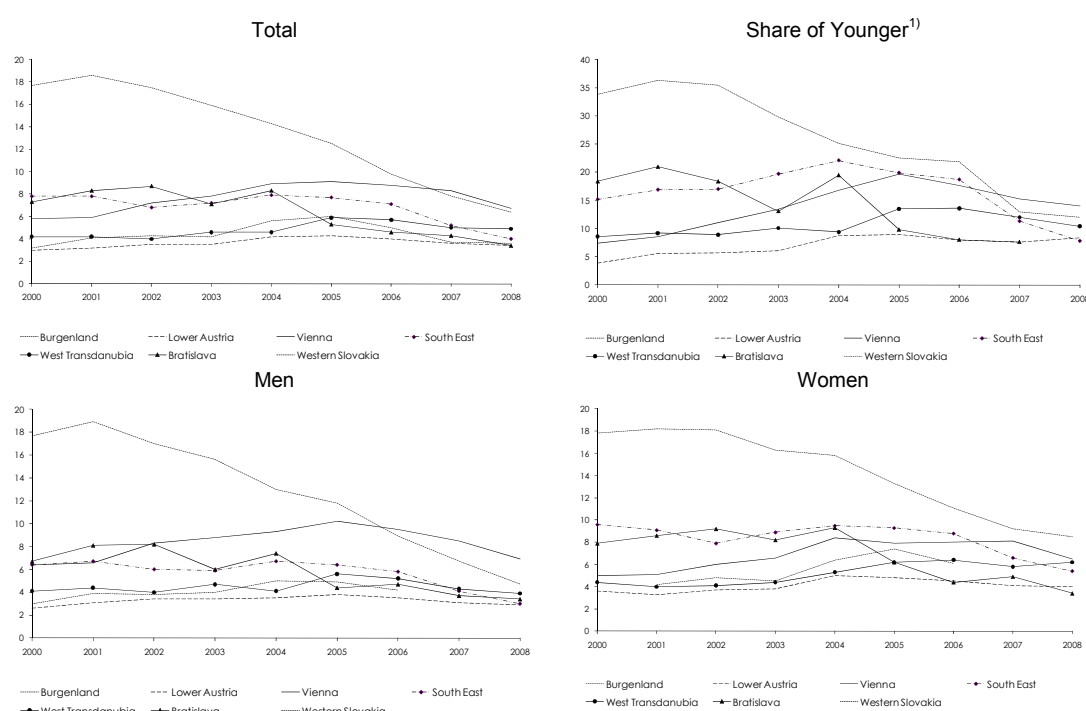 Total
20
18
16
14
12
10
8
6
4
2
0
2000 2001 2002 2003 2004 2005 2006 2007 2008
Burgenland Lower Austria Vienna South East
West Transdanubia Bratislava Western Slovakia
Share of Younger1)
40
35
30
25
20
15
10
5
0
2000 2001 2002 2003 2004 2005 2006 2007 2008
Burgenland Lower Austria Vienna South East
West Transdanubia Bratislava Western Slovakia
Men
20
18
16
14
12
10
8
6
4
2
0
2000 2001 2002 2003 2004 2005 2006 2007 2008
Burgenland Lower Austria Vienna South East
West Transdanubia Bratislava Western Slovakia
Women
20
18
16
14
12
10
8
6
4
2
0
2000 2001 2002 2003 2004 2005 2006 2007 2008
Burgenland Lower Austria Vienna South East
West Transdanubia Bratislava Western Slovakia